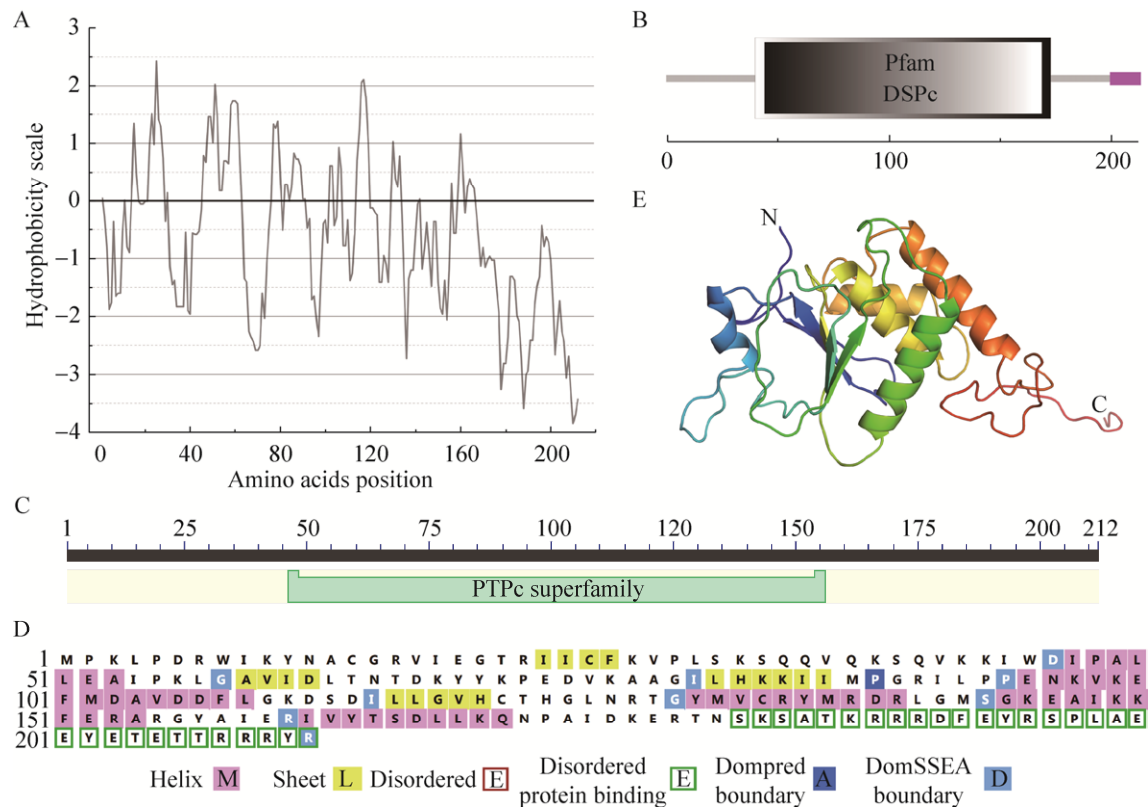 A
3
2
1
0
−1
−2
−3
−4
Hydrophobicity scale
0 40 80 120 160 200
Amino acids position
B
Pfam
DSPc
0 100 200
E
N
C
C
1 25 50 75 100 125 150 175 200 212
PTPc superfamily
D
1 M P K L P D R W I K Y N A C G R V I E G T R I I C F K V P L S K S Q Q V Q K S Q V K K I W D I P A L
51 L E A I P K L G A V I D L T N T D K Y Y K P E D V K A A G I L H K K I I M P G R I L P P E N K V K E
101 F M D A V D D F L G K D S D I L L G V H C T H G L N R T G Y M V C R Y M R D R L G M S G K E A I K K
151 F E R A R G Y A I E R I V Y T S D L L K Q N P A I D K E R T N S K S A T K R R R D F E Y R S P L A E
201 E Y E T E T T R R R Y R
Helix M Sheet L Disordered E Disordered protein binding E Dompred boundary A DomSSEA boundary D